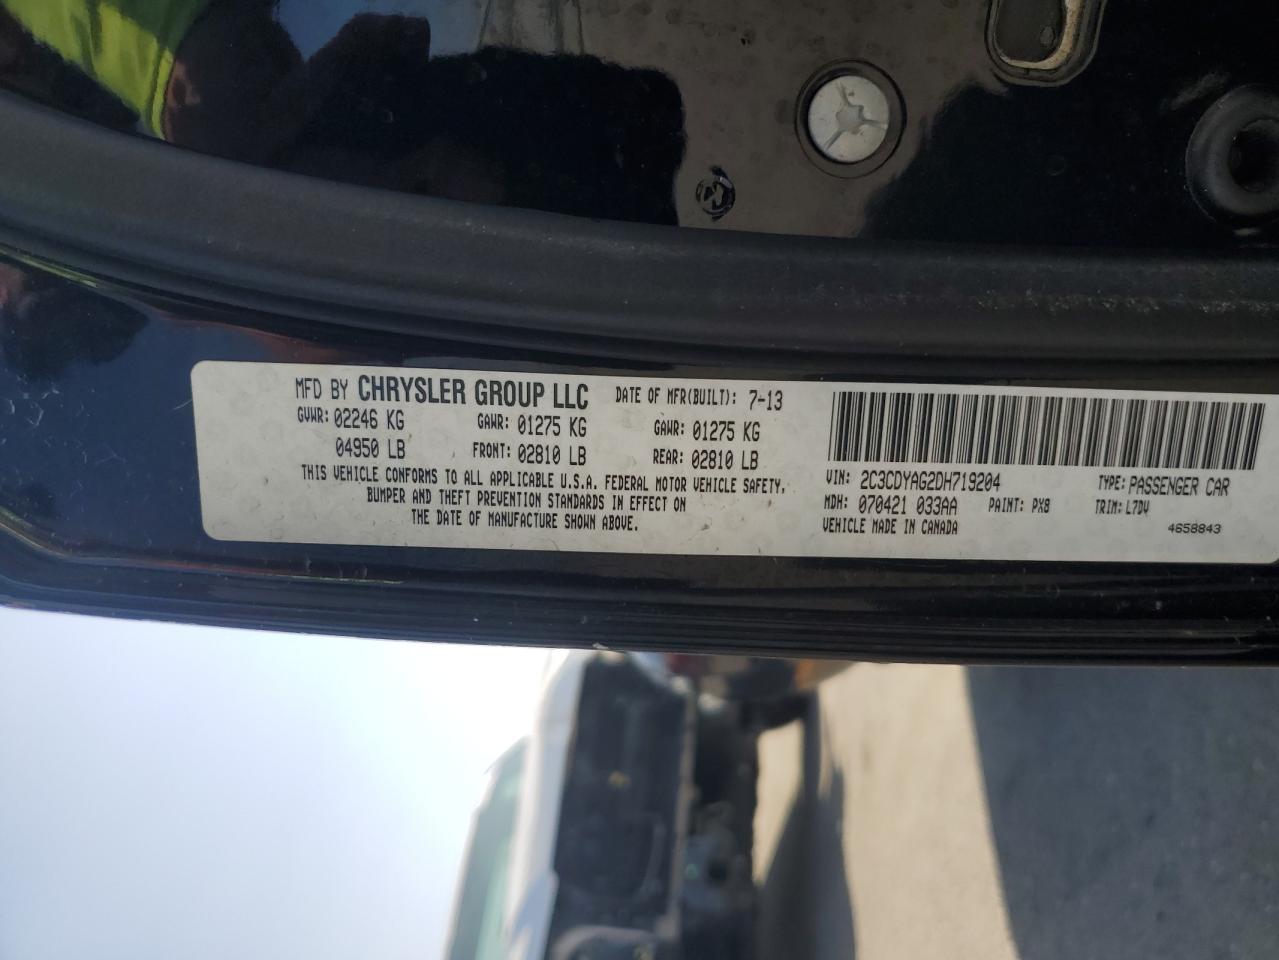 MFD BY CHRYSLER GROUP LLC DATE OF MFR(BUILT): 7-13
GVWR: 02246 KG GAWR: 01275 KG GAWR: 01275 KG
04950 LB FRONT: 02810 LB REAR: 02810 LB
THIS VEHICLE CONFORMS TO ALL APPLICABLE U.S.A. FEDERAL MOTOR VEHICLE SAFETY,
BUMPER AND THEFT PREVENTION STANDARDS IN EFFECT ON
THE DATE OF MANUFACTURE SHOWN ABOVE.
VIN: 2C3CDYAG2DH719204 TYPE: PASSENGER CAR
MDH: 070421 033AA PAINT: PX8 TRIM: L7DV
VEHICLE MADE IN CANADA 4658843